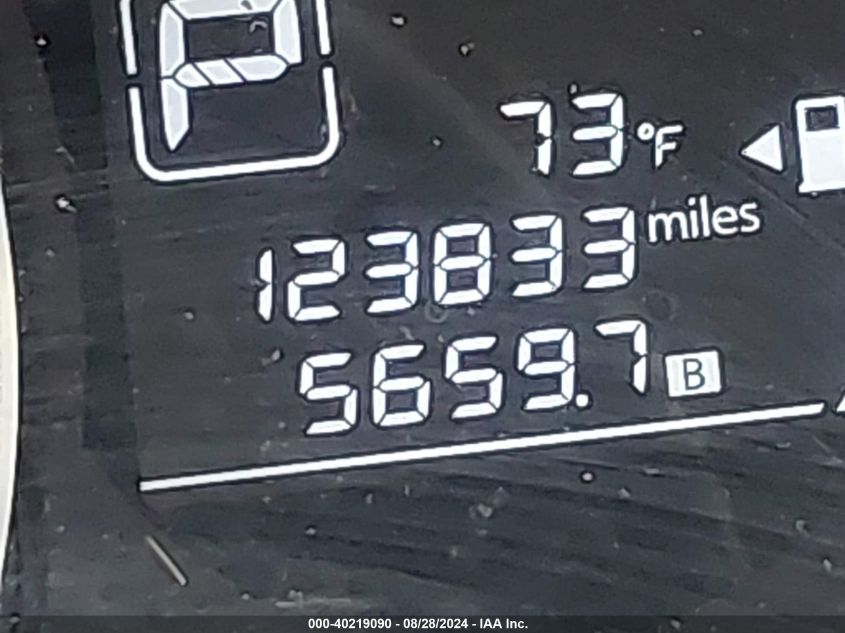 P
73 °F
123833 miles
5659.7 B
000-40219090 - 08/28/2024 - IAA Inc.